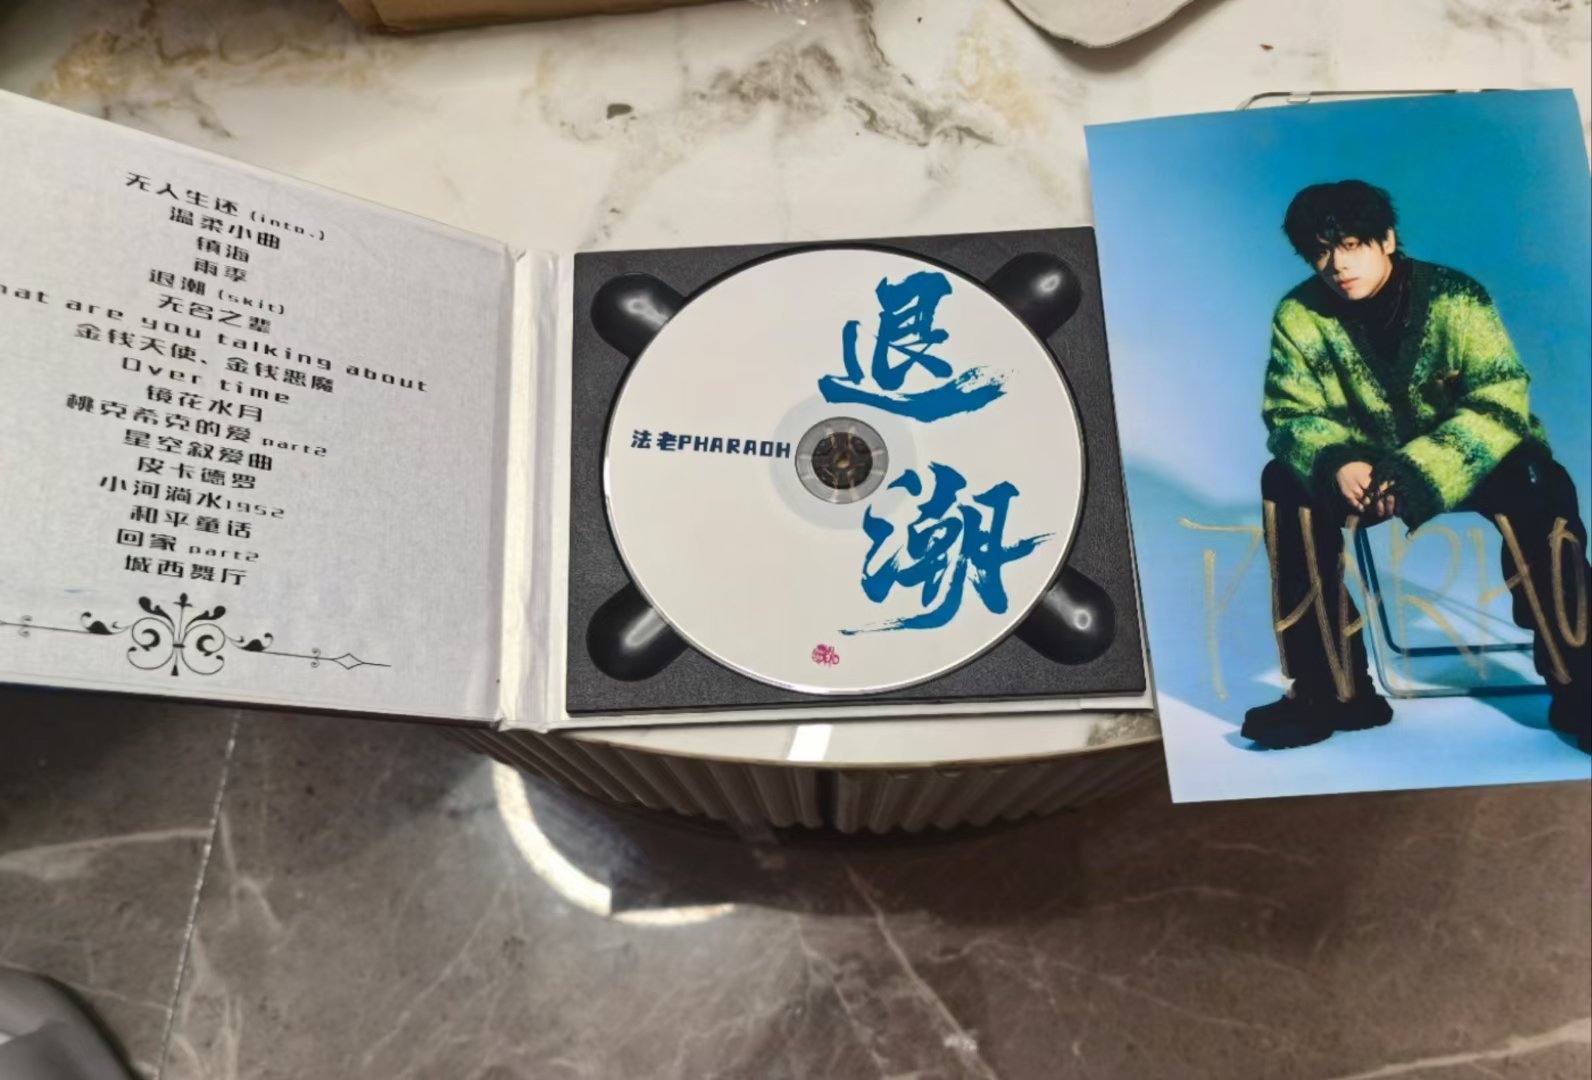 无人生还 (into.)
温柔小曲
镇海
雨季
退潮 (skit)
无名之辈
hat are you talking about
金钱天使、金钱恶魔
Over time
镜花水月
桃克希克的爱 part2
星空叙爱曲
皮卡德罗
小河淌水1952
和平童话
回家 part2
城西舞厅
法老PHARAOH
退潮
PHARAO